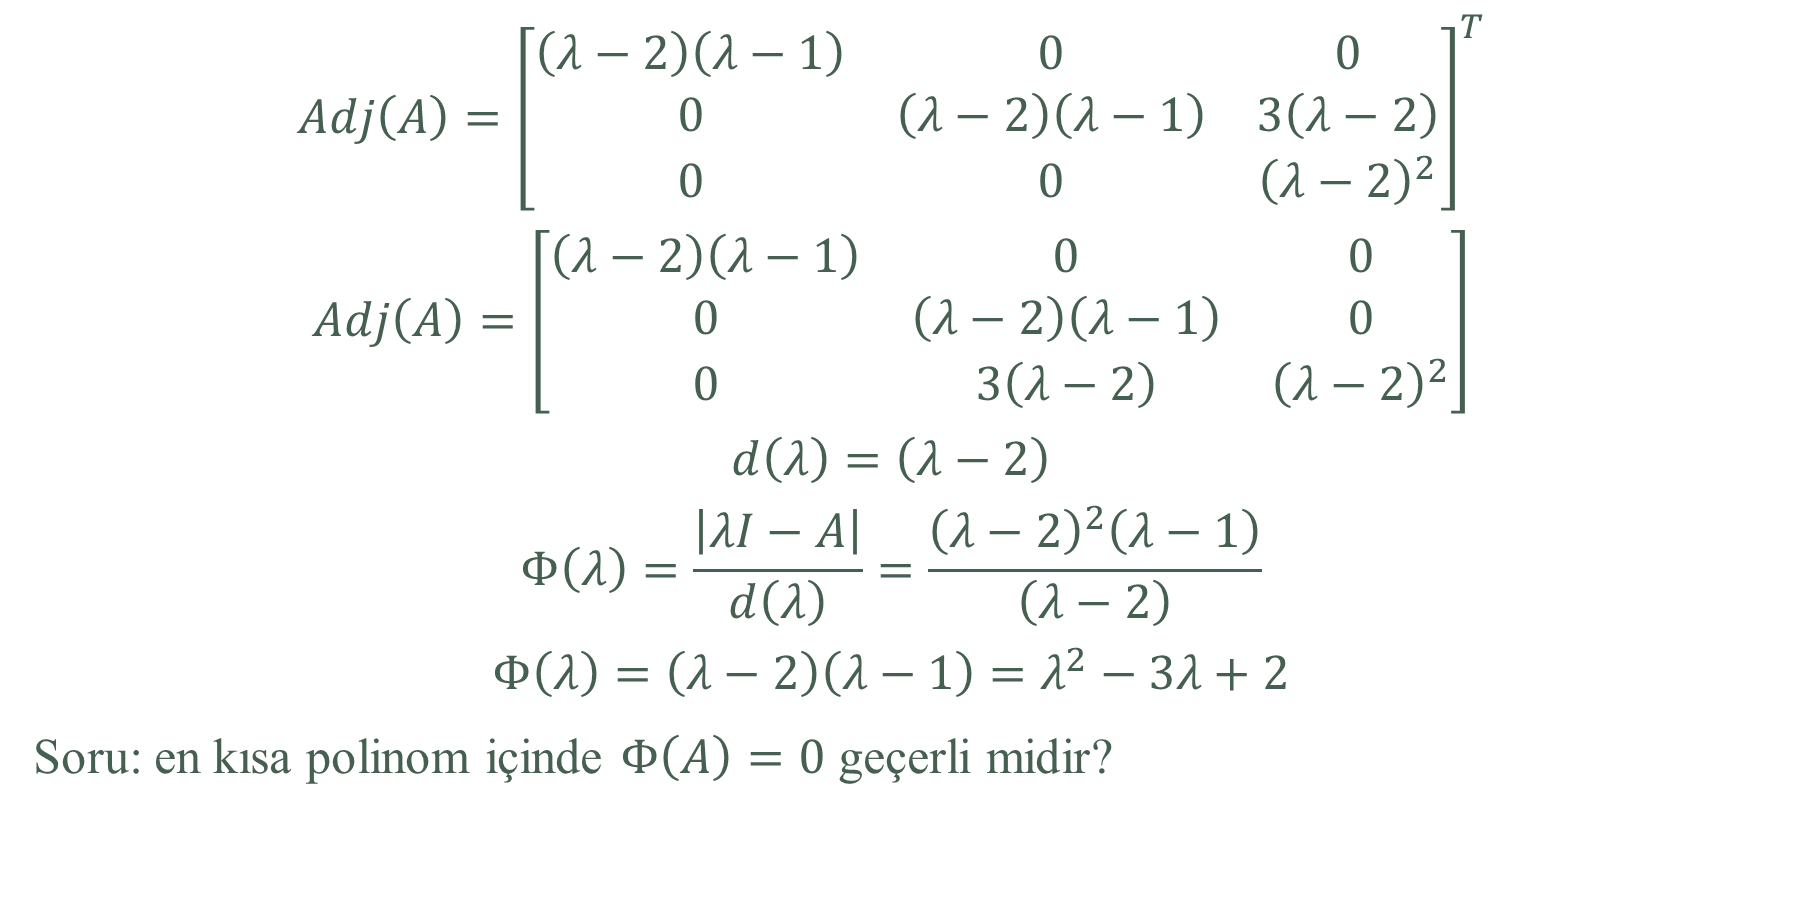 Adj(A) = [(λ − 2)(λ − 1) 0 0
0 (λ − 2)(λ − 1) 3(λ − 2)
0 0 (λ − 2)²]ᵀ
Adj(A) = [(λ − 2)(λ − 1) 0 0
0 (λ − 2)(λ − 1) 0
0 3(λ − 2) (λ − 2)²]
d(λ) = (λ − 2)
Φ(λ) = |λI − A| / d(λ) = (λ − 2)²(λ − 1) / (λ − 2)
Φ(λ) = (λ − 2)(λ − 1) = λ² − 3λ + 2
Soru: en kısa polinom içinde Φ(A) = 0 geçerli midir?